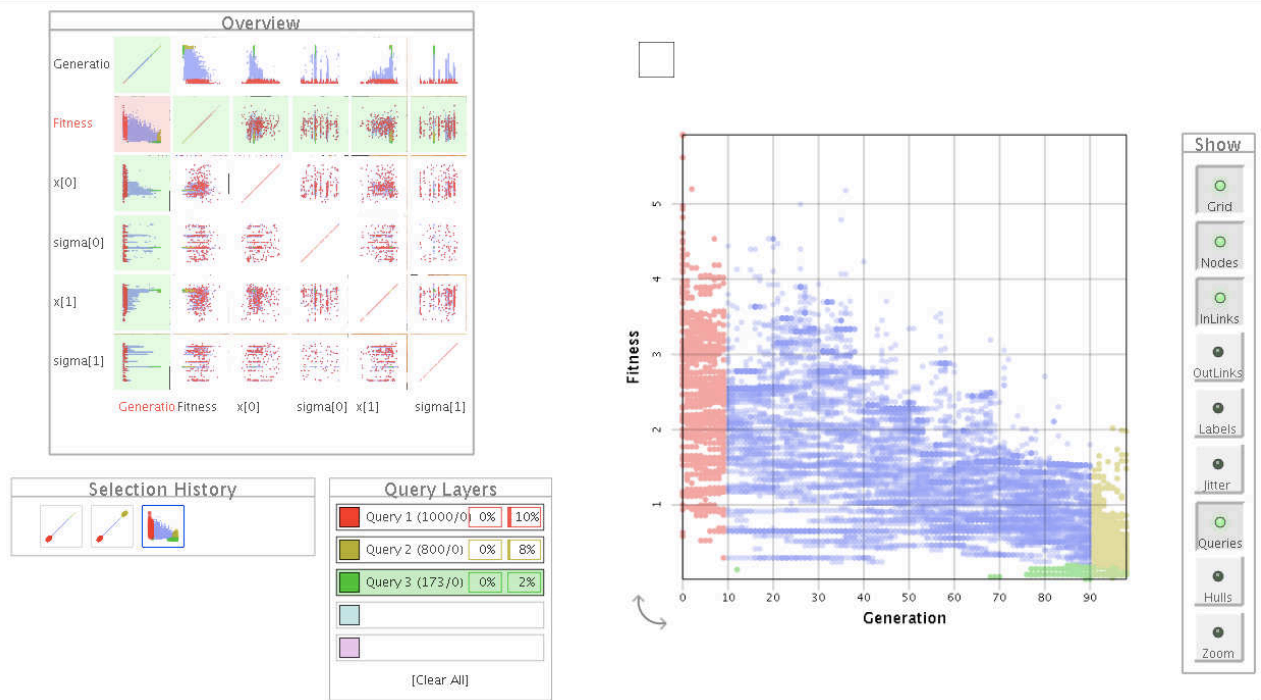 Overview
Generatio
Fitness
x[0]
sigma[0]
x[1]
sigma[1]
Generatio Fitness x[0] sigma[0] x[1] sigma[1]
Selection History
Query Layers
Query 1 (1000/0) 0% 10%
Query 2 (800/0) 0% 8%
Query 3 (173/0) 0% 2%
[Clear All]
Fitness
5
4
3
2
1
0 10 20 30 40 50 60 70 80 90
Generation
Show
Grid
Nodes
InLinks
OutLinks
Labels
Jitter
Queries
Hulls
Zoom